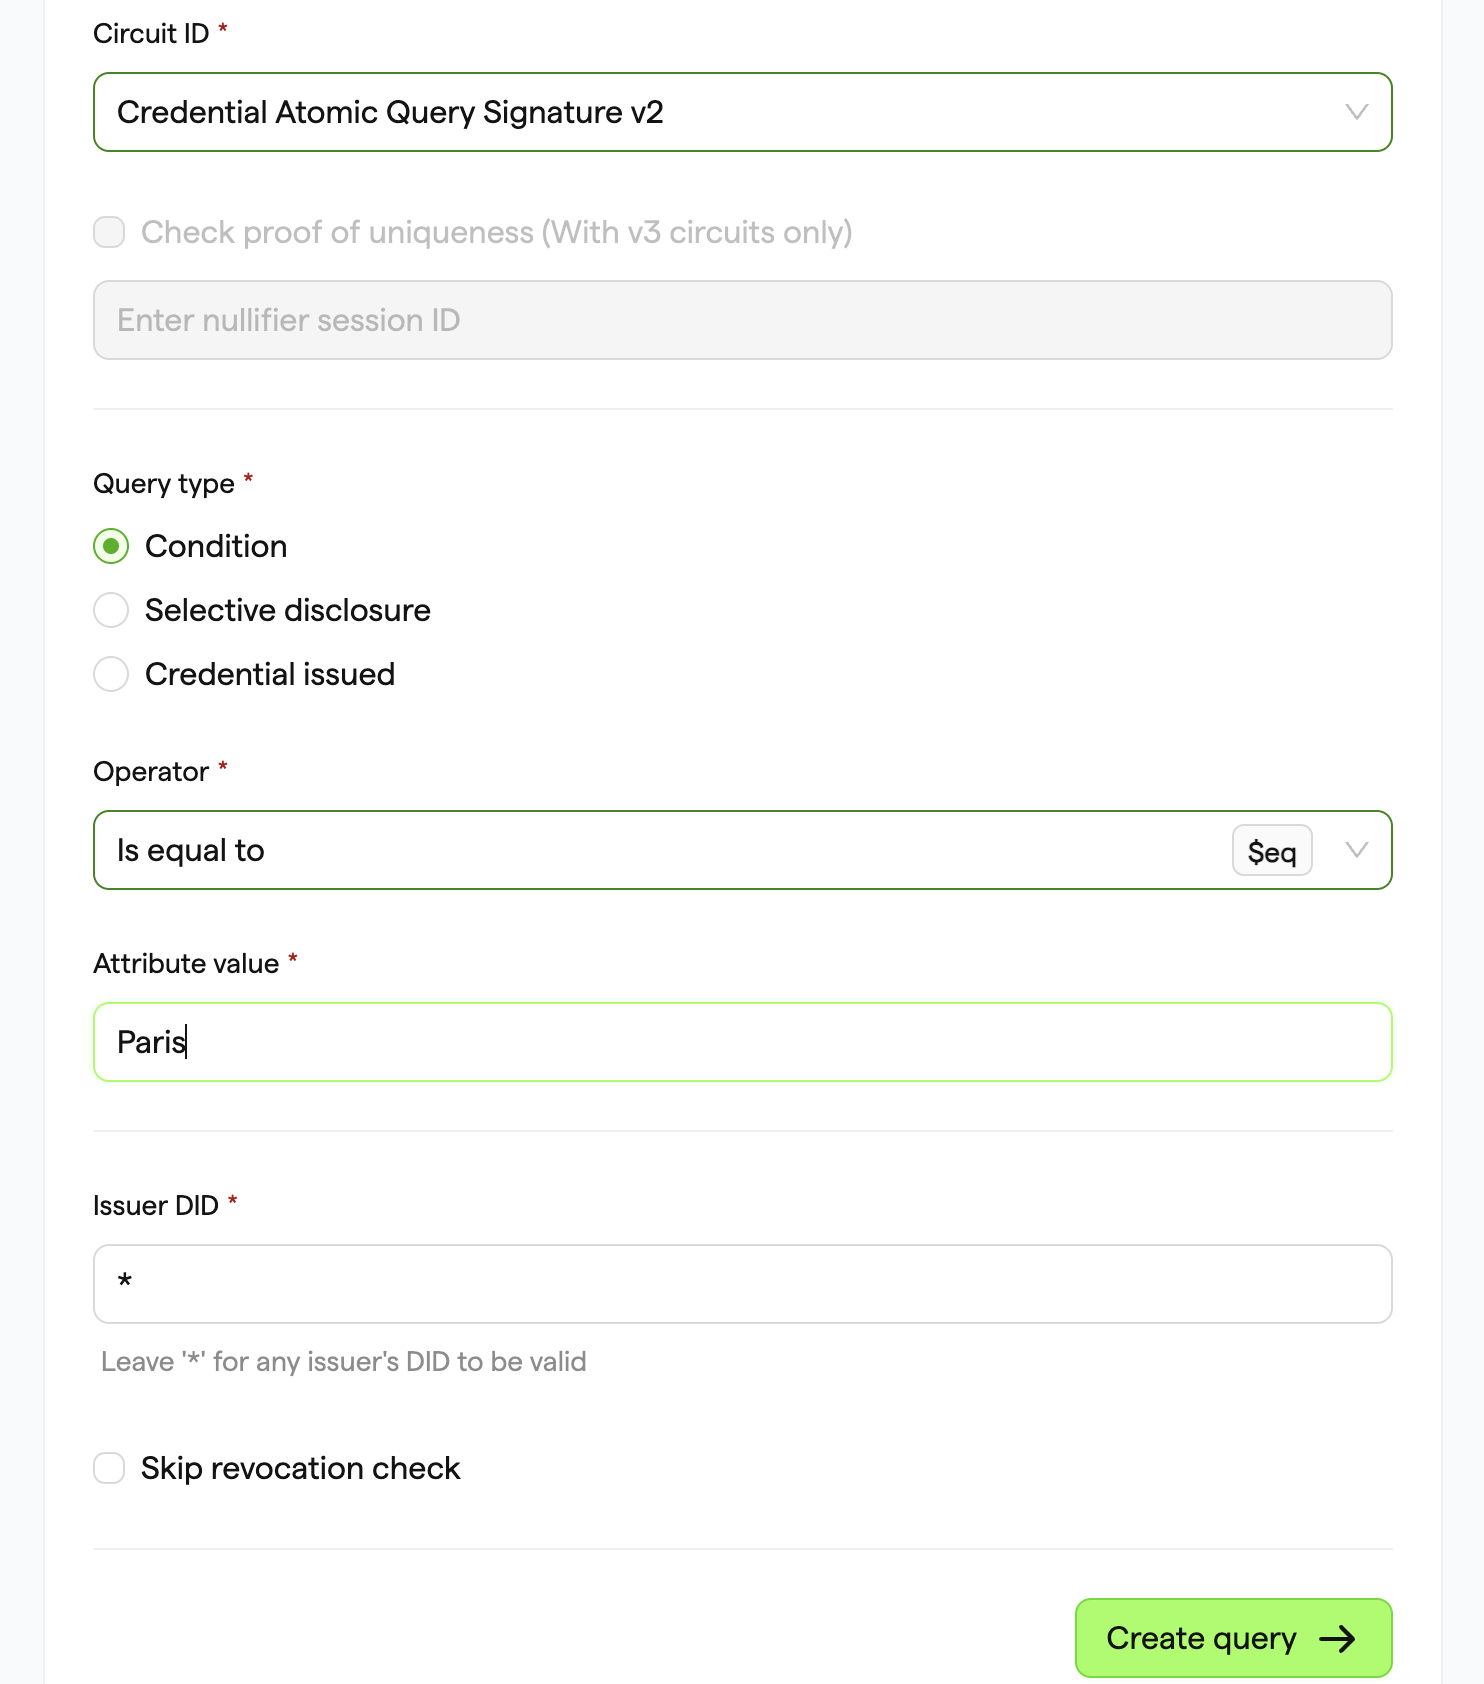 Circuit ID *
Credential Atomic Query Signature v2
Check proof of uniqueness (With v3 circuits only)
Enter nullifier session ID
Query type *
Condition
Selective disclosure
Credential issued
Operator *
Is equal to $eq
Attribute value *
Paris
Issuer DID *
*
Leave '*' for any issuer's DID to be valid
Skip revocation check
Create query →